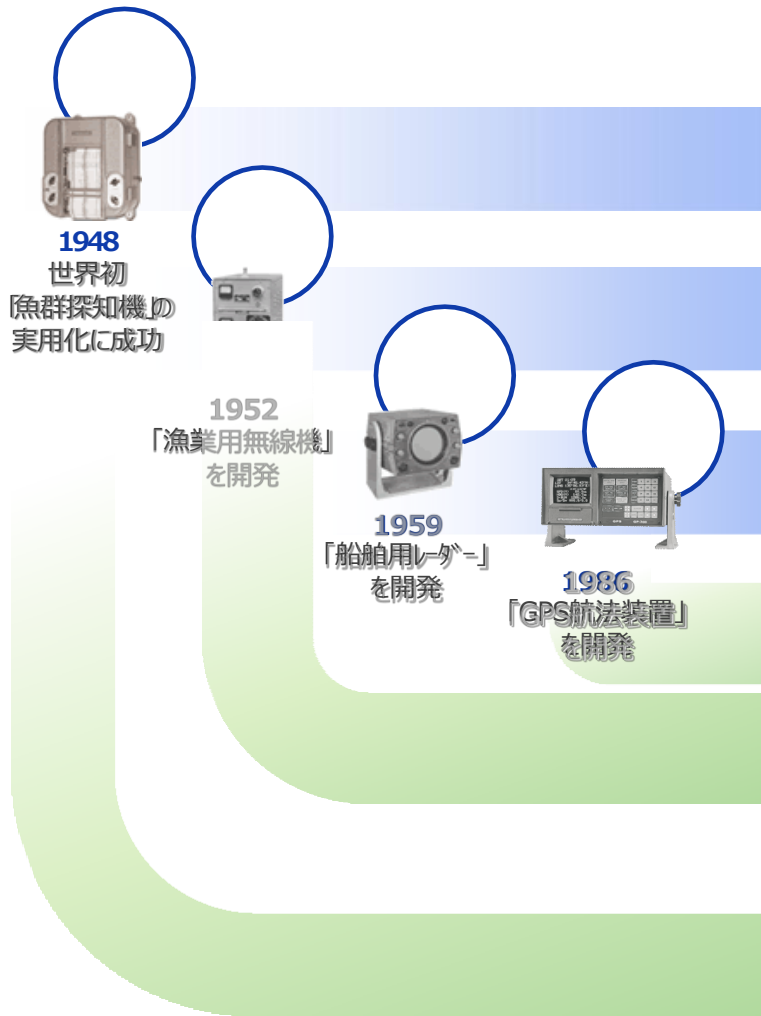 1948
世界初
「魚群探知機」の
実用化に成功
1952
「漁業用無線機」
を開発
1959
「船舶用レーダー」
を開発
1986
「GPS航法装置」
を開発